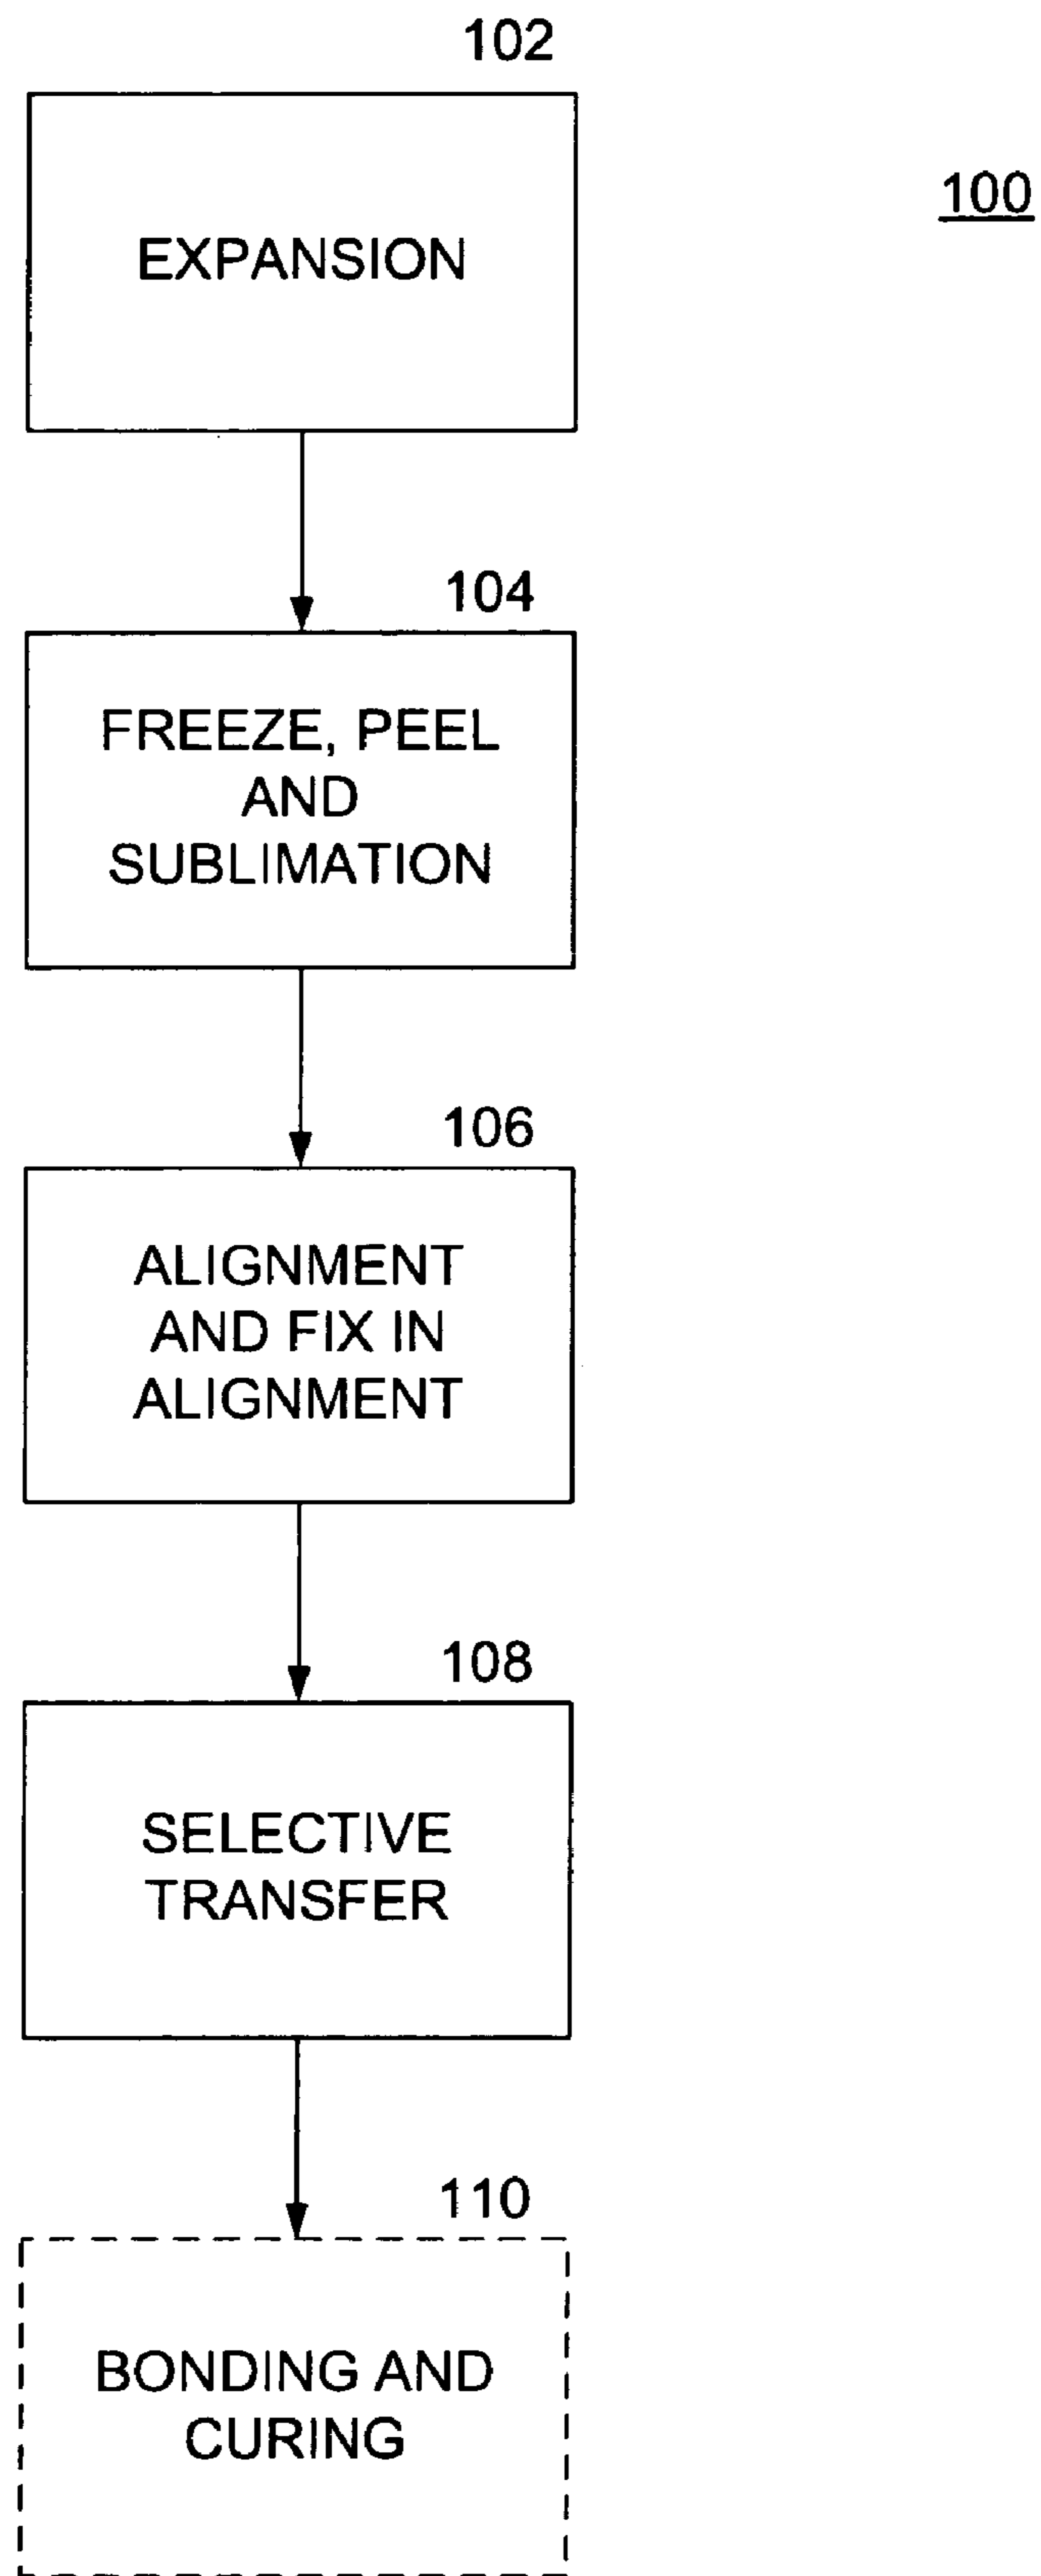 102
100
EXPANSION
104
FREEZE, PEEL
AND
SUBLIMATION
106
ALIGNMENT
AND FIX IN
ALIGNMENT
108
SELECTIVE
TRANSFER
110
BONDING AND
CURING